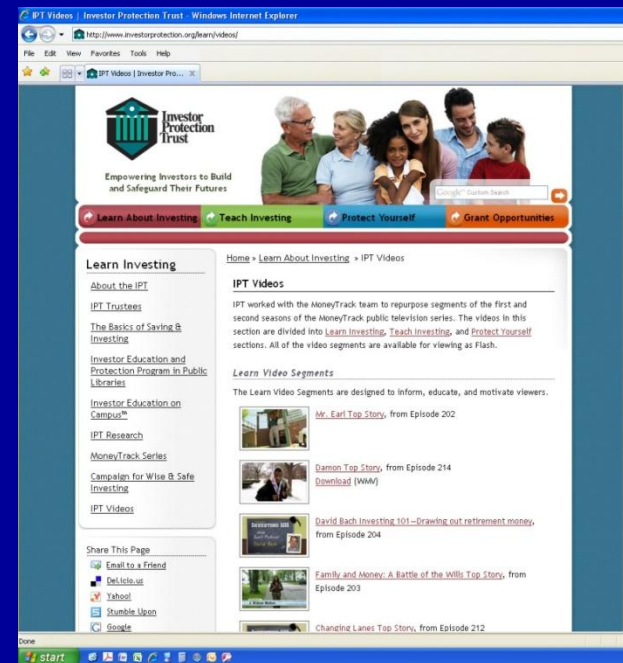 IPT Videos | Investor Protection Trust - Windows Internet Explorer
http://www.investorprotection.org/learn/videos/
File Edit View Favorites Tools Help
IPT Videos | Investor Pro...
Investor
Protection
Trust
Empowering Investors to Build
and Safeguard Their Futures
Google™ Custom Search
Learn About Investing
Teach Investing
Protect Yourself
Grant Opportunities
Learn Investing
About the IPT
IPT Trustees
The Basics of Saving &
Investing
Investor Education and
Protection Program in Public
Libraries
Investor Education on
Campus℠
IPT Research
MoneyTrack Series
Campaign for Wise & Safe
Investing
IPT Videos
Share This Page
Email to a Friend
Del.icio.us
Yahoo!
Stumble Upon
Google
Home » Learn About Investing » IPT Videos
IPT Videos
IPT worked with the MoneyTrack team to repurpose segments of the first and
second seasons of the MoneyTrack public television series. The videos in this
section are divided into Learn Investing, Teach Investing, and Protect Yourself
sections. All of the video segments are available for viewing as Flash.
Learn Video Segments
The Learn Video Segments are designed to inform, educate, and motivate viewers.
Mr. Earl Top Story, from Episode 202
Damon Top Story, from Episode 214
Download (WMV)
David Bach Investing 101—Drawing out retirement money,
from Episode 204
Family and Money: A Battle of the Wills Top Story, from
Episode 203
Changing Lanes Top Story, from Episode 212
Done
start